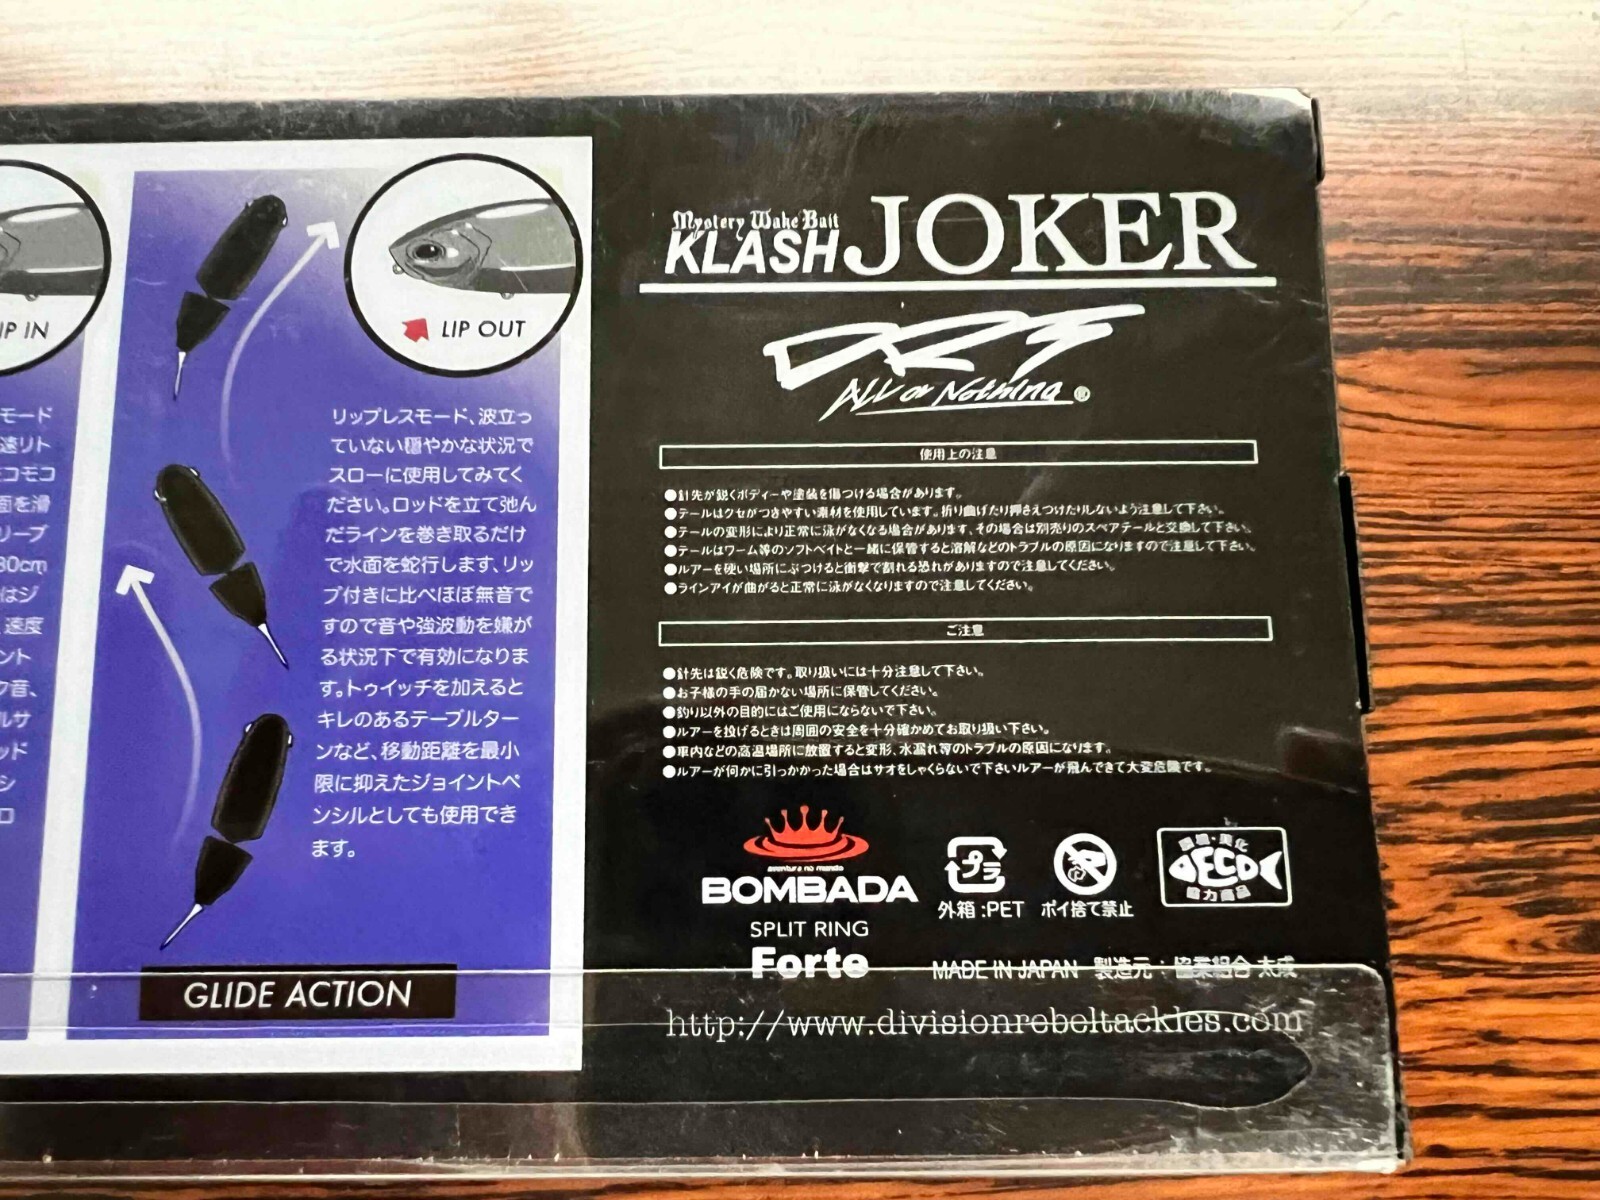 IP IN
モード
速リト
モコモコ
面を滑
リーブ
30cm
はジ
、速度
ント
ク音、
ルサ
ッド
シ
ロ
LIP OUT
リップレスモード、波立っ
ていない穏やかな状況で
スローに使用してみてく
ださい。ロッドを立て弛ん
だラインを巻き取るだけ
で水面を蛇行します、リッ
プ付きに比べほぼ無音で
すので音や強波動を嫌が
る状況下で有効になりま
す。トゥイッチを加えると
キレのあるテーブルター
ンなど、移動距離を最小
限に抑えたジョイントペ
ンシルとしても使用でき
ます。
GLIDE ACTION
Mystery Wake Bait
KLASH JOKER
DRT
ALL or Nothing ®
使用上の注意
●針先が鋭くボディーや塗装を傷つける場合があります。
●テールはクセがつきやすい素材を使用しています。折り曲げたり押さえつけたりしないよう注意して下さい。
●テールの変形により正常に泳がなくなる場合があります、その場合は別売りのスペアテールと交換して下さい。
●テールはワーム等のソフトベイトと一緒に保管すると溶解などのトラブルの原因になりますので注意して下さい。
●ルアーを硬い場所にぶつけると衝撃で割れる恐れがありますので注意してください。
●ラインアイが曲がると正常に泳がなくなりますので注意してください。
ご注意
●針先は鋭く危険です。取り扱いには十分注意して下さい。
●お子様の手の届かない場所に保管してください。
●釣り以外の目的にはご使用にならないで下さい。
●ルアーを投げるときは周囲の安全を十分確かめてお取り扱い下さい。
●車内などの高温場所に放置すると変形、水漏れ等のトラブルの原因になります。
●ルアーが何かに引っかかった場合はサオをしゃくらないで下さいルアーが飛んできて大変危険です。
aventura no mundo
BOMBADA
SPLIT RING
Forte
プラ
外箱:PET
ポイ捨て禁止
環境・美化
ECO
協力商品
MADE IN JAPAN 製造元:協業組合 太成
http://www.divisionrebeltackles.com